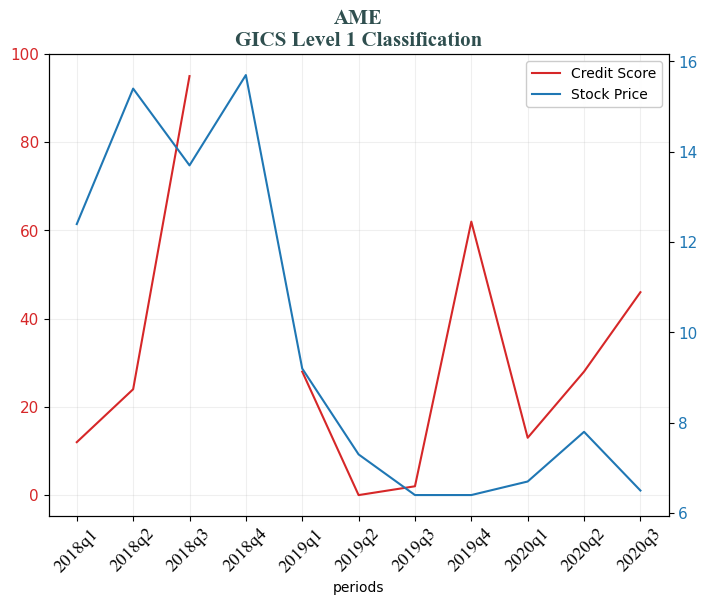 AME
GICS Level 1 Classification
Credit Score
Stock Price
100
80
60
40
20
0
16
14
12
10
8
6
2018q1
2018q2
2018q3
2018q4
2019q1
2019q2
2019q3
2019q4
2020q1
2020q2
2020q3
periods